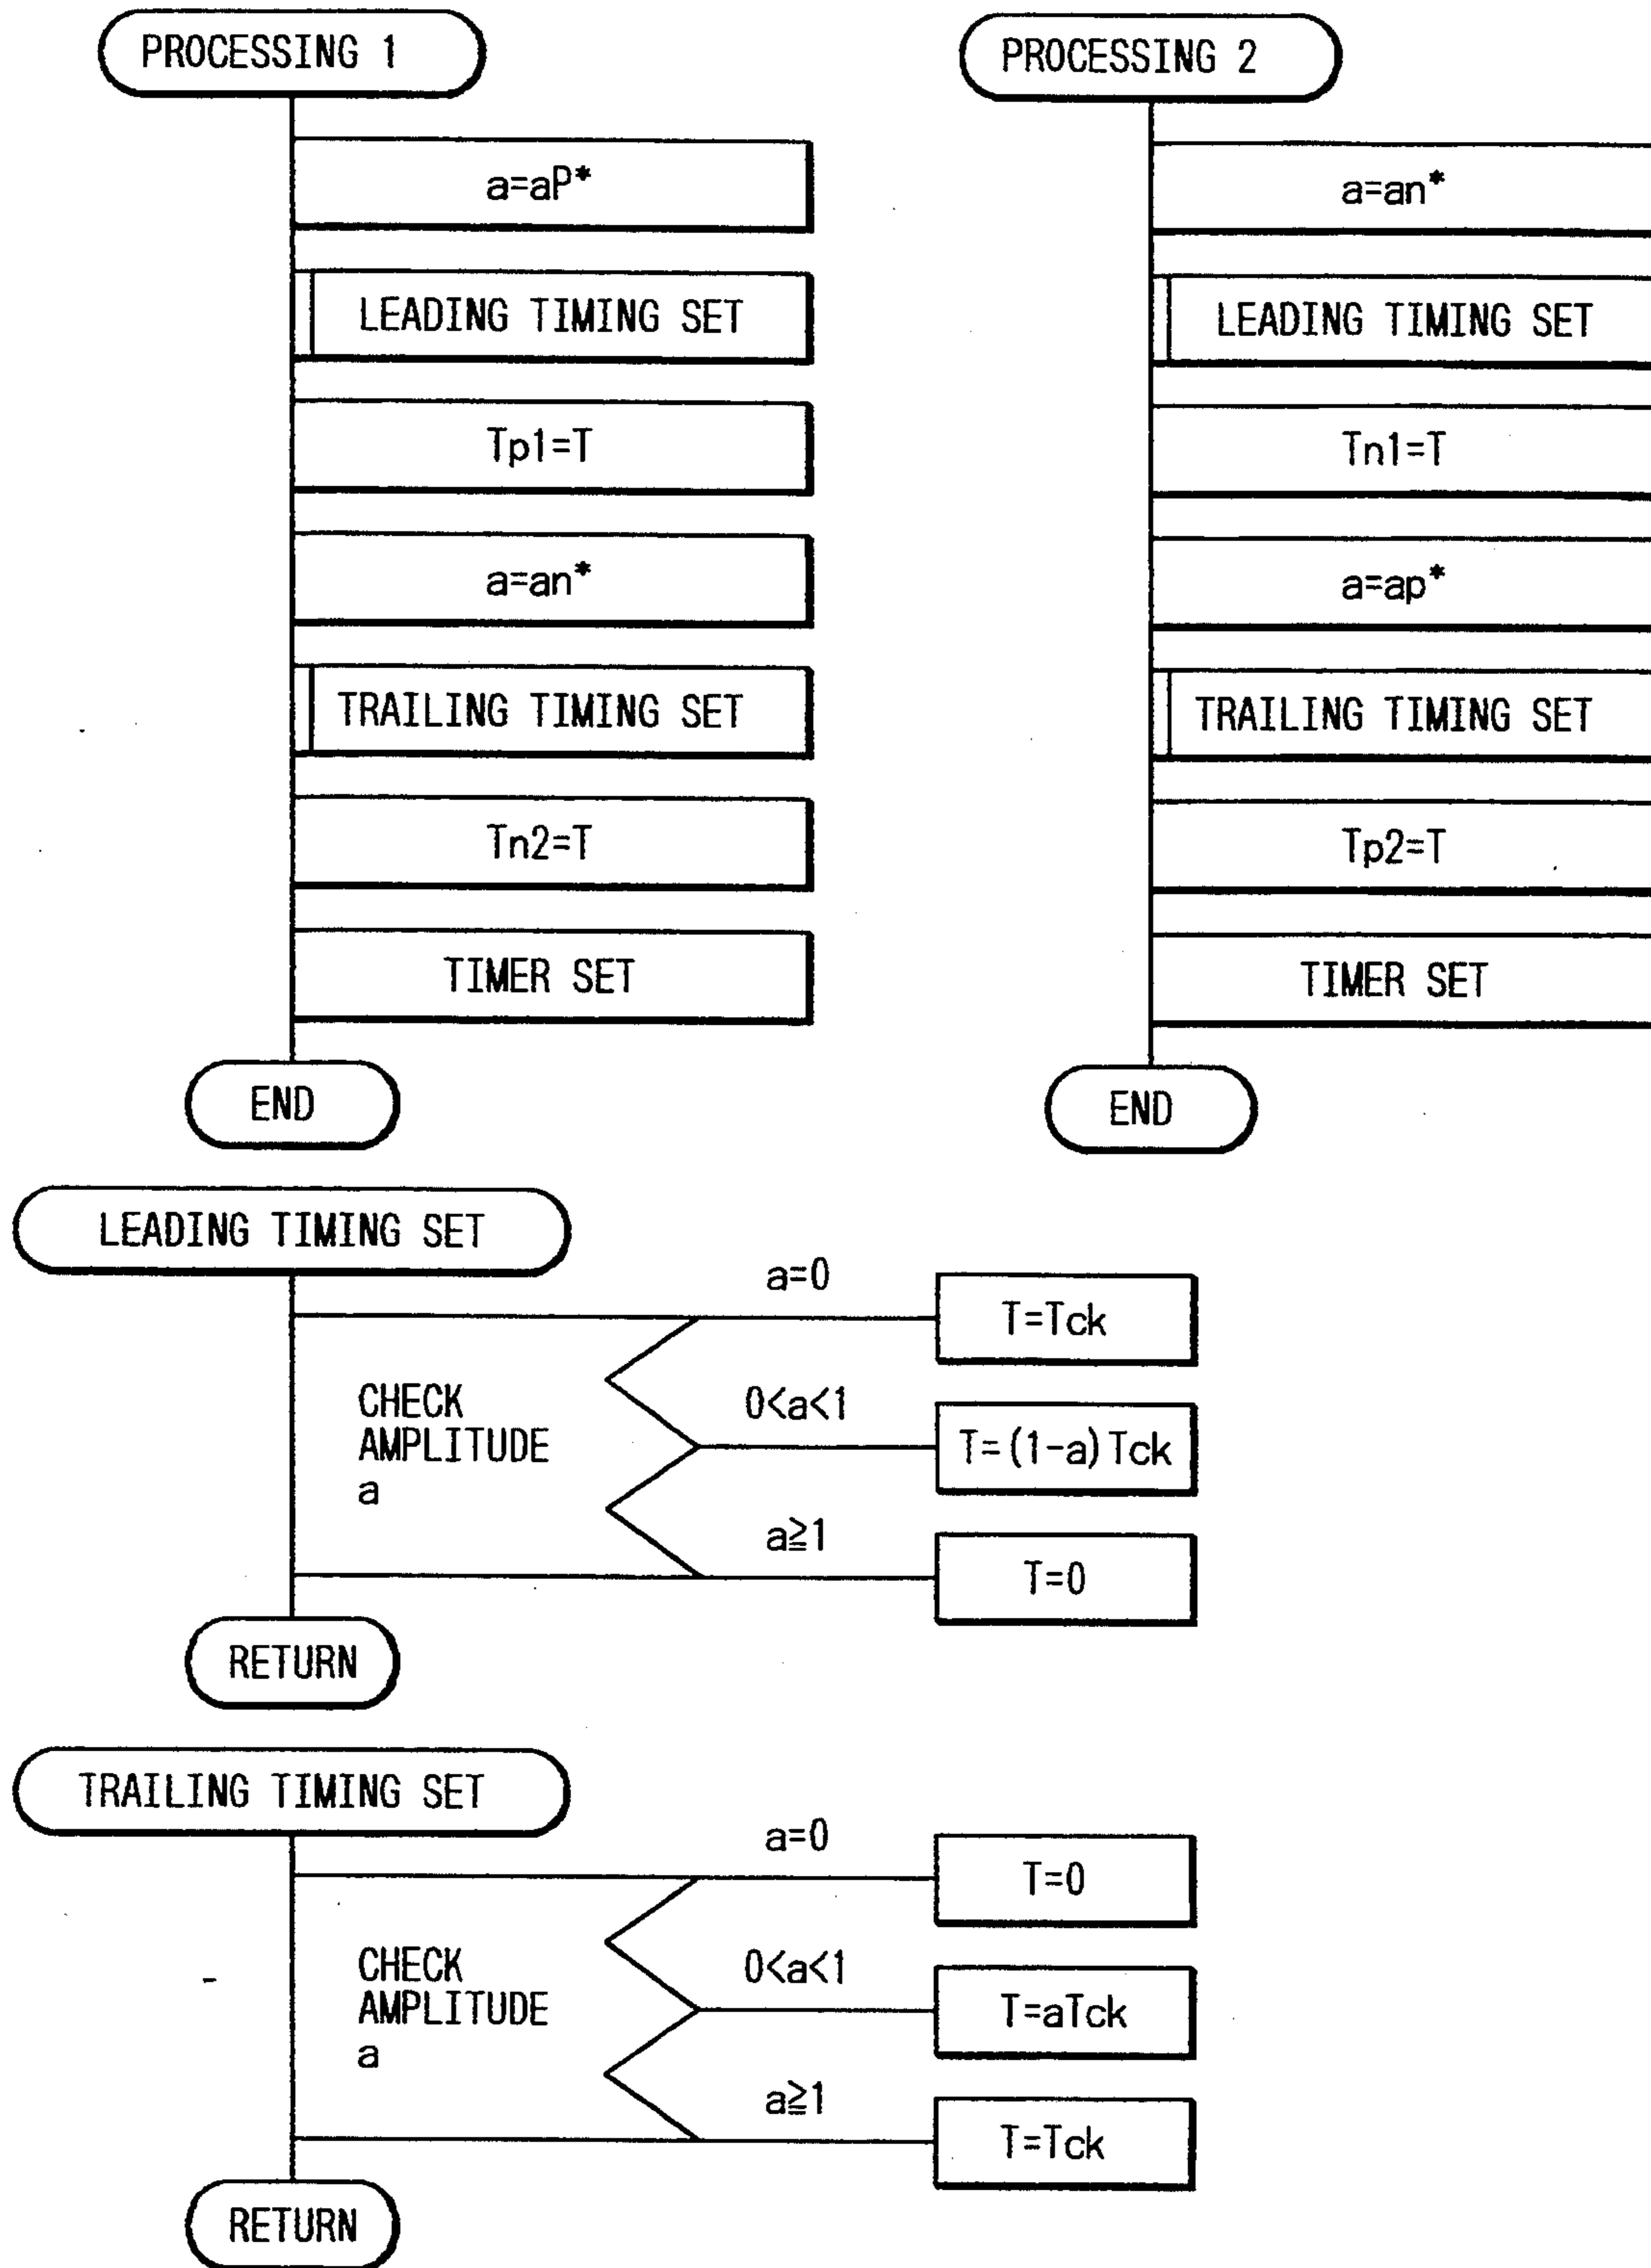 PROCESSING 1
a=aP*
LEADING TIMING SET
Tp1=T
a=an*
TRAILING TIMING SET
Tn2=T
TIMER SET
END
PROCESSING 2
a=an*
LEADING TIMING SET
Tn1=T
a=ap*
TRAILING TIMING SET
Tp2=T
TIMER SET
END
LEADING TIMING SET
CHECK
AMPLITUDE
a
a=0
T=Tck
0<a<1
T=(1-a)Tck
a≧1
T=0
RETURN
TRAILING TIMING SET
CHECK
AMPLITUDE
a
a=0
T=0
0<a<1
T=aTck
a≧1
T=Tck
RETURN